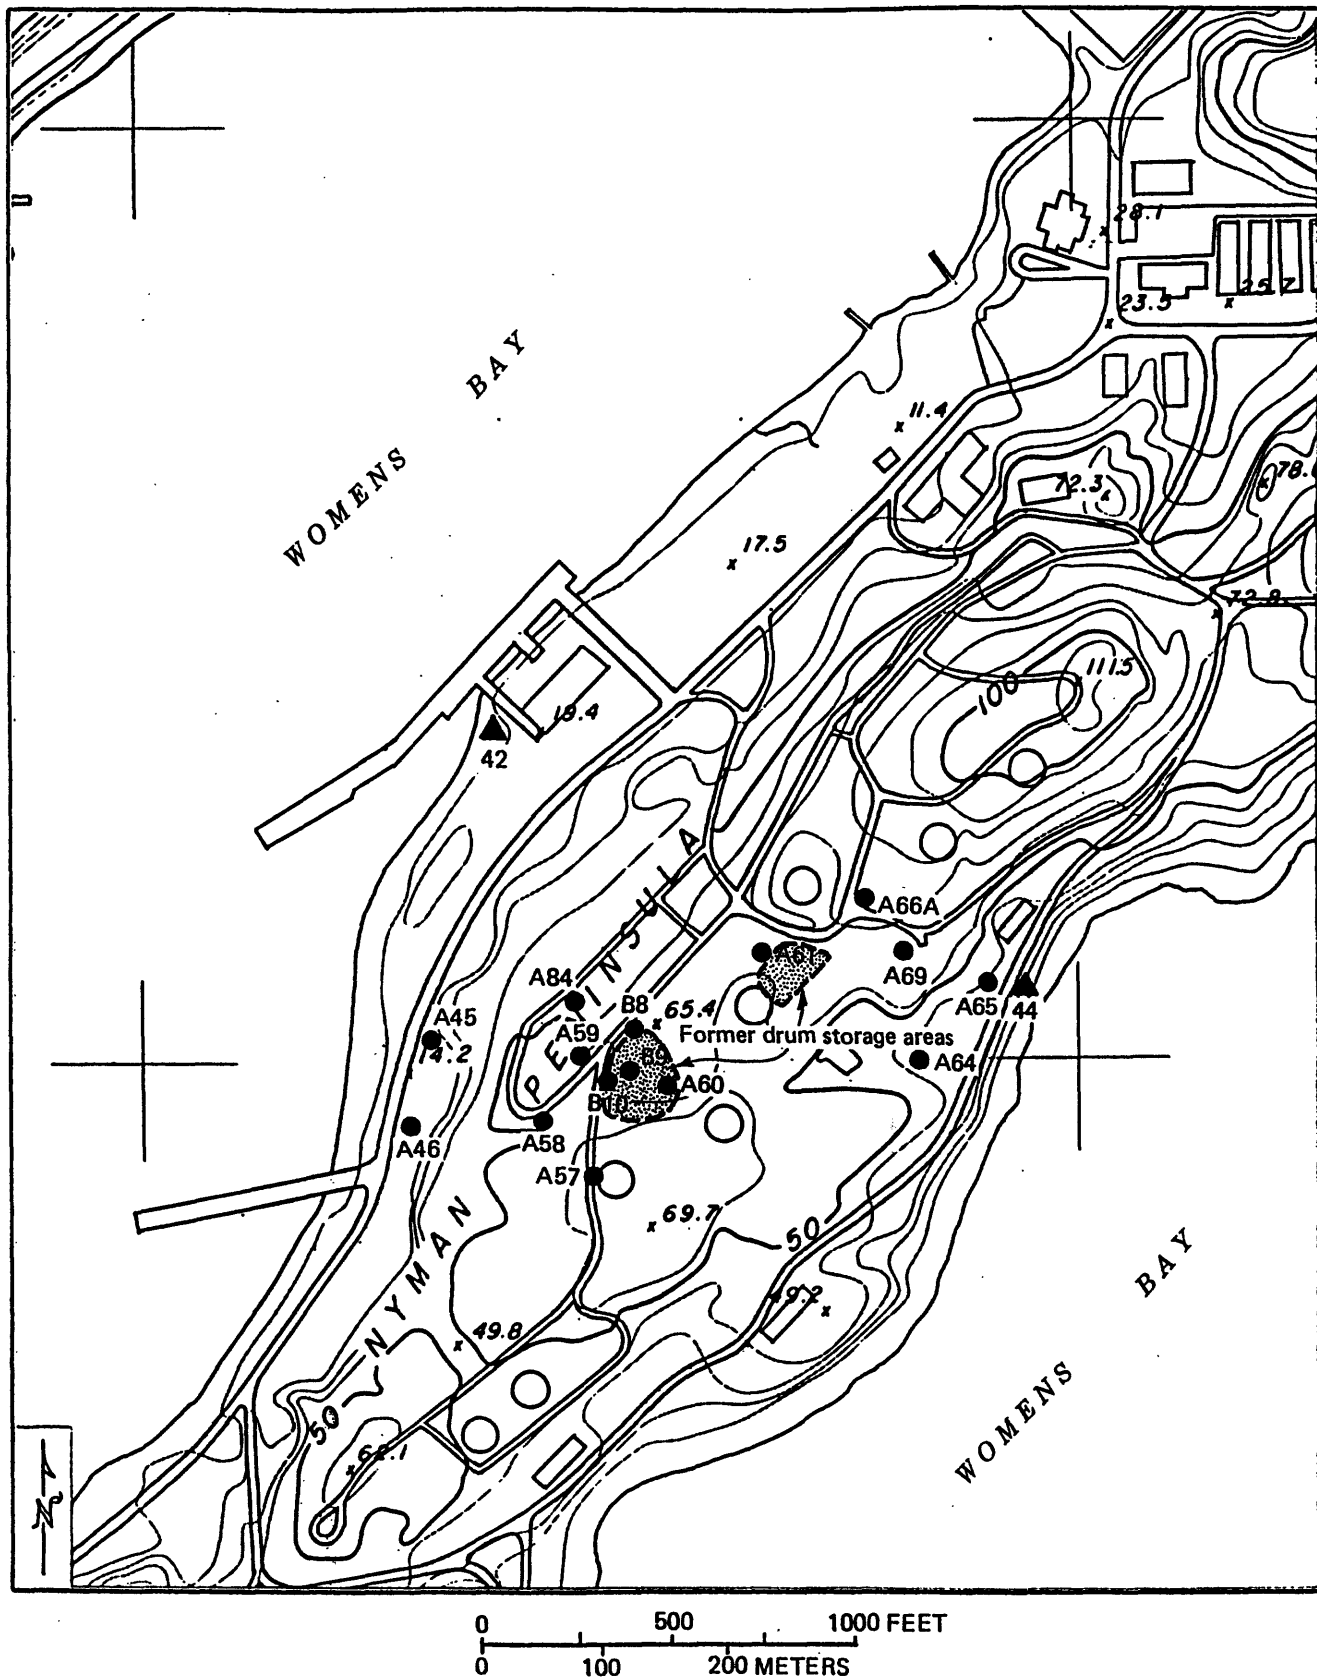 28.1
25.7
23.5
WOMENS BAY
11.4
72.3
17.5
72.8
111.5
100
19.4
42
NYMAN PENINSULA
A66A
A61
A69
A84
B8
65.4
A65
44
A45
14.2
A59
Former drum storage areas
B9
A64
A60
B10
A46
A58
A57
69.7
50
WOMENS BAY
49.2
49.8
50
62.1
N
0 500 1000 FEET
0 100 200 METERS